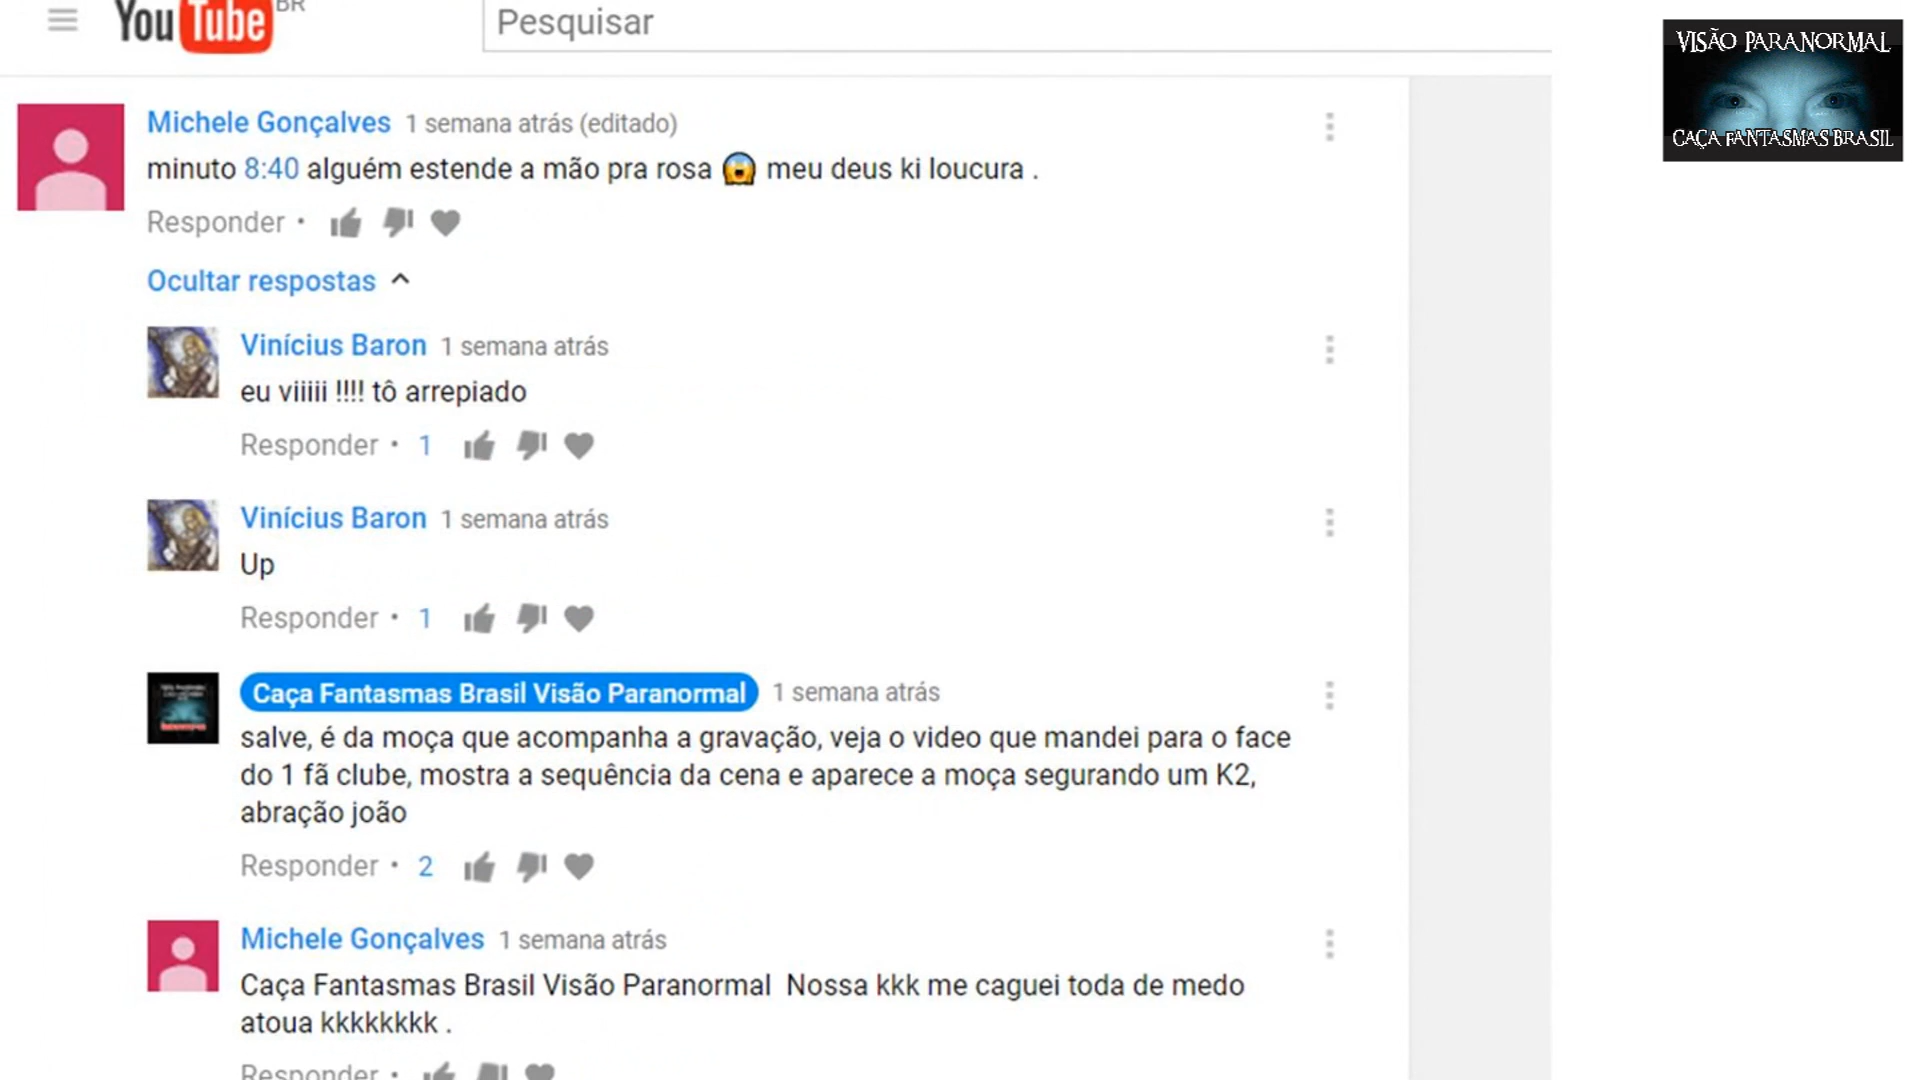 YouTube BR
Pesquisar
VISÃO PARANORMAL
CAÇA FANTASMAS BRASIL
Michele Gonçalves 1 semana atrás (editado)
minuto 8:40 alguém estende a mão pra rosa 😱 meu deus ki loucura .
Responder •
Ocultar respostas
Vinícius Baron 1 semana atrás
eu viiiii !!!! tô arrepiado
Responder • 1
Vinícius Baron 1 semana atrás
Up
Responder • 1
Caça Fantasmas Brasil Visão Paranormal 1 semana atrás
salve, é da moça que acompanha a gravação, veja o video que mandei para o face
do 1 fã clube, mostra a sequência da cena e aparece a moça segurando um K2,
abração joão
Responder • 2
Michele Gonçalves 1 semana atrás
Caça Fantasmas Brasil Visão Paranormal Nossa kkk me caguei toda de medo
atoua kkkkkkkk .
Responder •